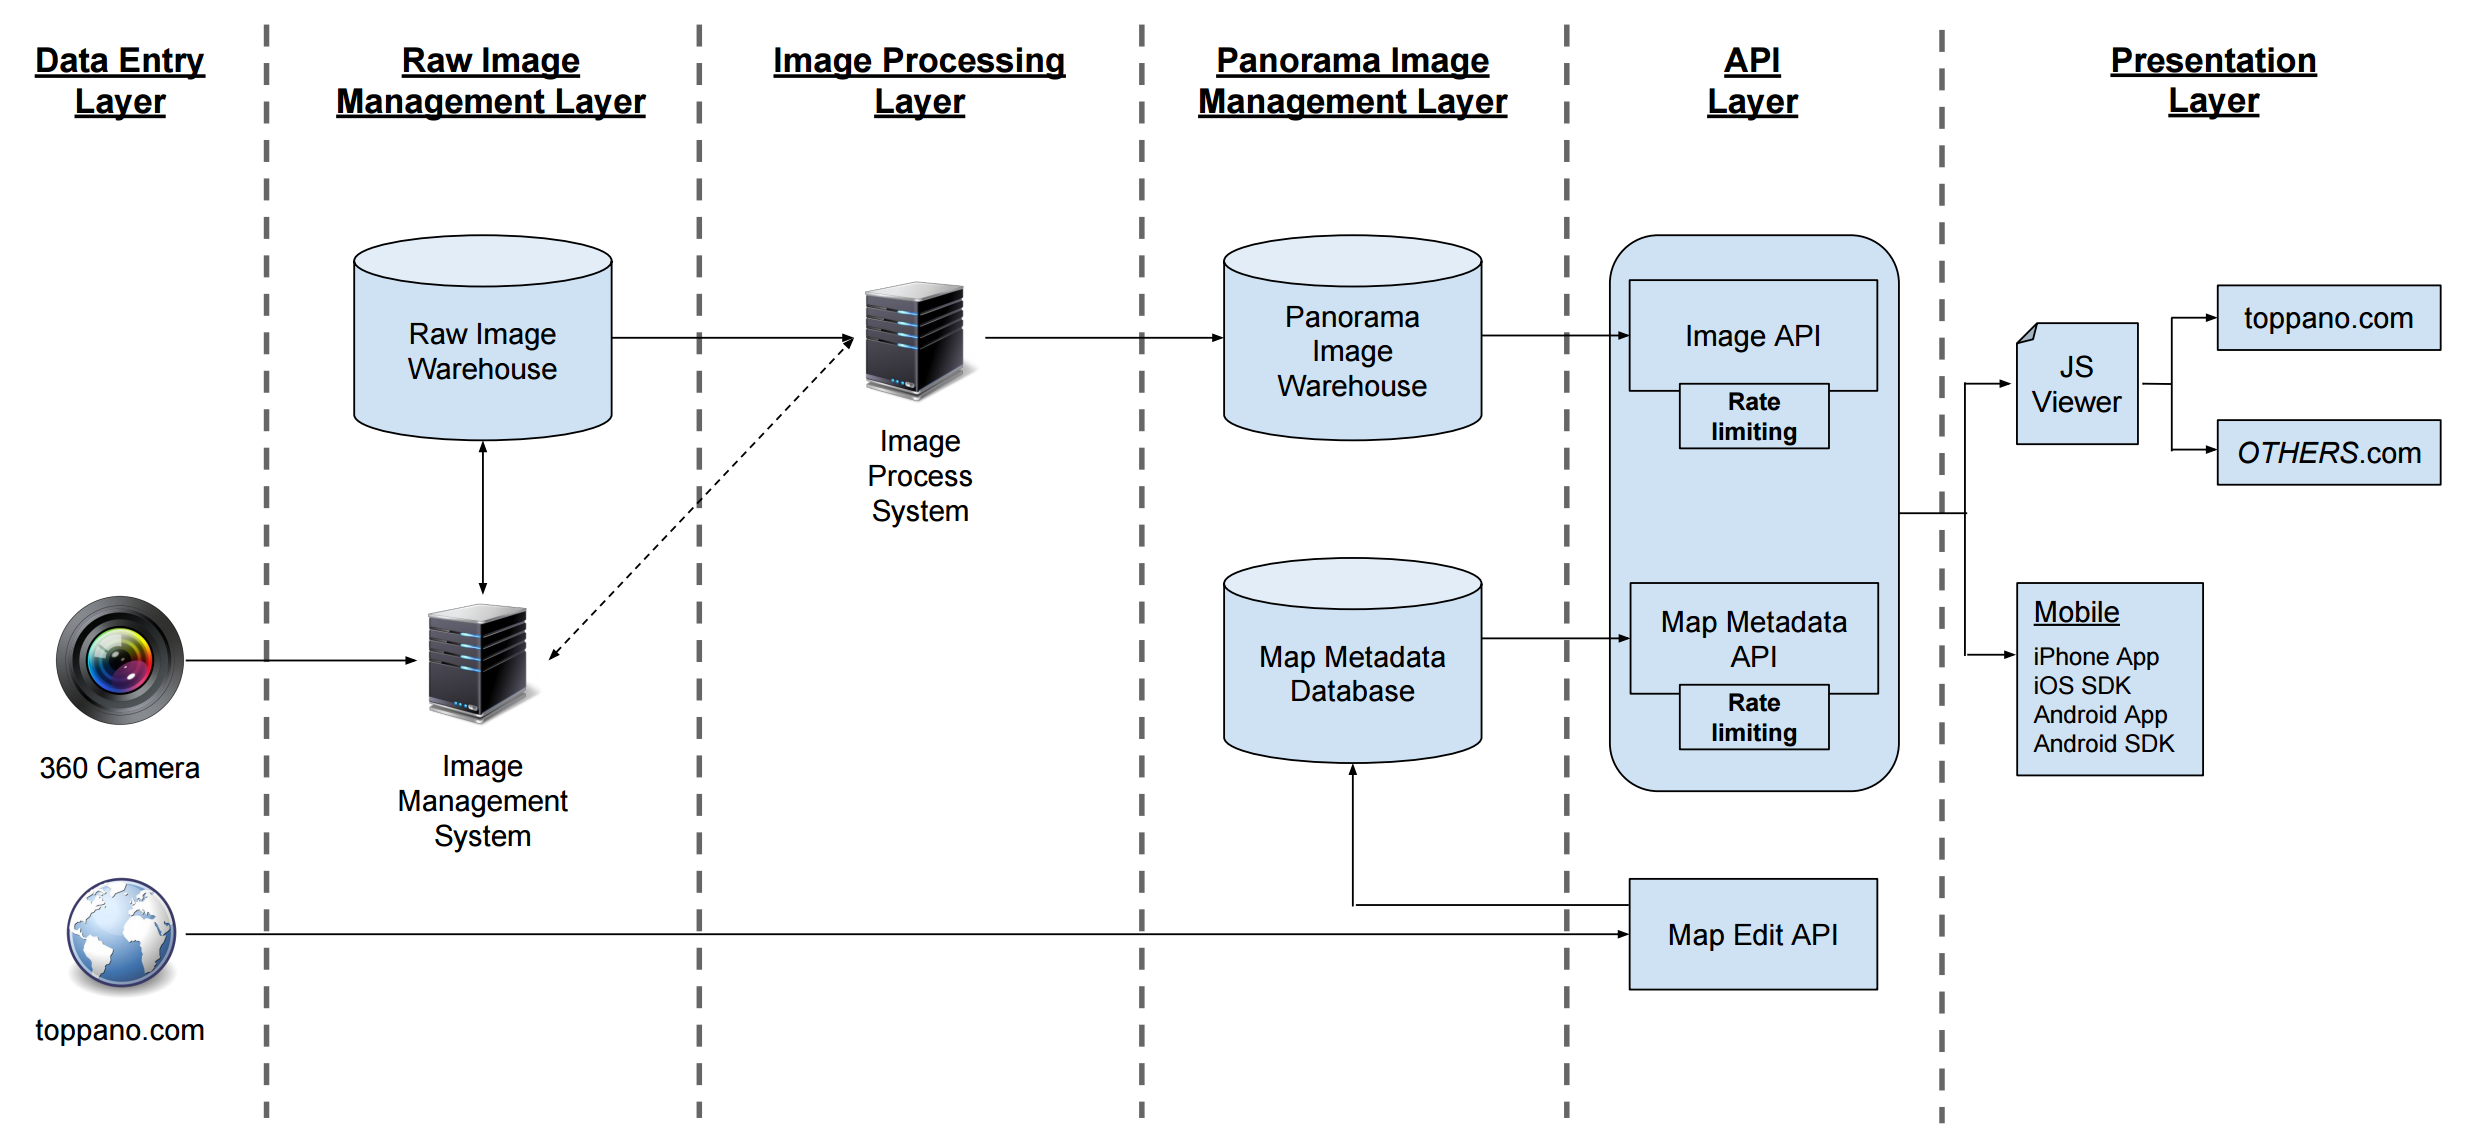 Data Entry
Layer
Raw Image
Management Layer
Image Processing
Layer
Panorama Image
Management Layer
API
Layer
Presentation
Layer
Raw Image
Warehouse
Image
Process
System
Panorama
Image
Warehouse
Image API
Rate
limiting
JS
Viewer
toppano.com
OTHERS.com
360 Camera
Image
Management
System
Map Metadata
Database
Map Metadata
API
Rate
limiting
Mobile
iPhone App
iOS SDK
Android App
Android SDK
toppano.com
Map Edit API